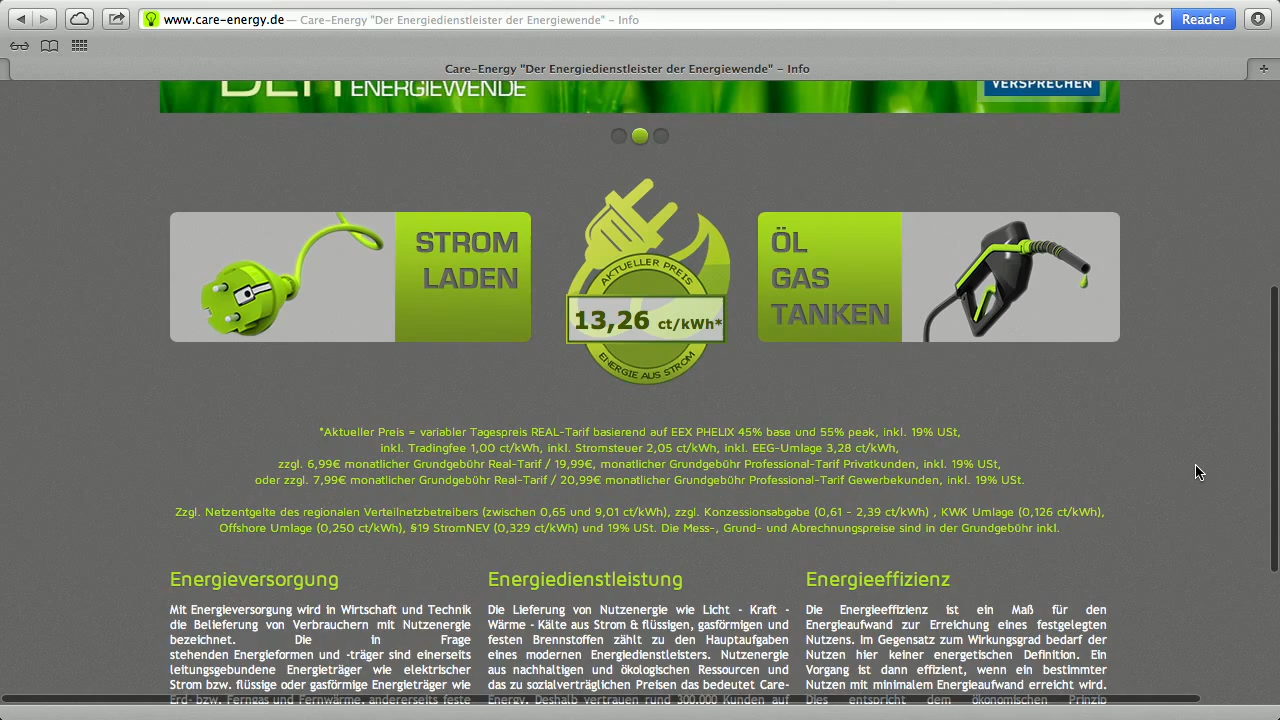 www.care-energy.de — Care-Energy "Der Energiedienstleister der Energiewende" – Info
Reader
Care-Energy "Der Energiedienstleister der Energiewende" – Info
ENERGIEWENDE
VERSPRECHEN
STROM
LADEN
AKTUELLER PREIS
13,26 ct/kWh*
ENERGIE AUS STROM
ÖL
GAS
TANKEN
*Aktueller Preis = variabler Tagespreis REAL-Tarif basierend auf EEX PHELIX 45% base und 55% peak, inkl. 19% USt,
inkl. Tradingfee 1,00 ct/kWh, inkl. Stromsteuer 2,05 ct/kWh, inkl. EEG-Umlage 3,28 ct/kWh,
zzgl. 6,99€ monatlicher Grundgebühr Real-Tarif / 19,99€, monatlicher Grundgebühr Professional-Tarif Privatkunden, inkl. 19% USt,
oder zzgl. 7,99€ monatlicher Grundgebühr Real-Tarif / 20,99€ monatlicher Grundgebühr Professional-Tarif Gewerbekunden, inkl. 19% USt.
Zzgl. Netzentgelte des regionalen Verteilnetzbetreibers (zwischen 0,65 und 9,01 ct/kWh), zzgl. Konzessionsabgabe (0,61 - 2,39 ct/kWh) , KWK Umlage (0,126 ct/kWh),
Offshore Umlage (0,250 ct/kWh), §19 StromNEV (0,329 ct/kWh) und 19% USt. Die Mess-, Grund- und Abrechnungspreise sind in der Grundgebühr inkl.
Energieversorgung
Mit Energieversorgung wird in Wirtschaft und Technik
die Belieferung von Verbrauchern mit Nutzenergie
bezeichnet. Die in Frage
stehenden Energieformen und -träger sind einerseits
leitungsgebundene Energieträger wie elektrischer
Strom bzw. flüssige oder gasförmige Energieträger wie
Erd- bzw. Ferngas und Fernwärme, andererseits feste
Energiedienstleistung
Die Lieferung von Nutzenergie wie Licht - Kraft -
Wärme - Kälte aus Strom & flüssigen, gasförmigen und
festen Brennstoffen zählt zu den Hauptaufgaben
eines modernen Energiedienstleisters. Nutzenergie
aus nachhaltigen und ökologischen Ressourcen und
das zu sozialverträglichen Preisen das bedeutet Care-
Energy. Deshalb vertrauen rund 300.000 Kunden auf
Energieeffizienz
Die Energieeffizienz ist ein Maß für den
Energieaufwand zur Erreichung eines festgelegten
Nutzens. Im Gegensatz zum Wirkungsgrad bedarf der
Nutzen hier keiner energetischen Definition. Ein
Vorgang ist dann effizient, wenn ein bestimmter
Nutzen mit minimalem Energieaufwand erreicht wird.
Dies entspricht dem ökonomischen Prinzip